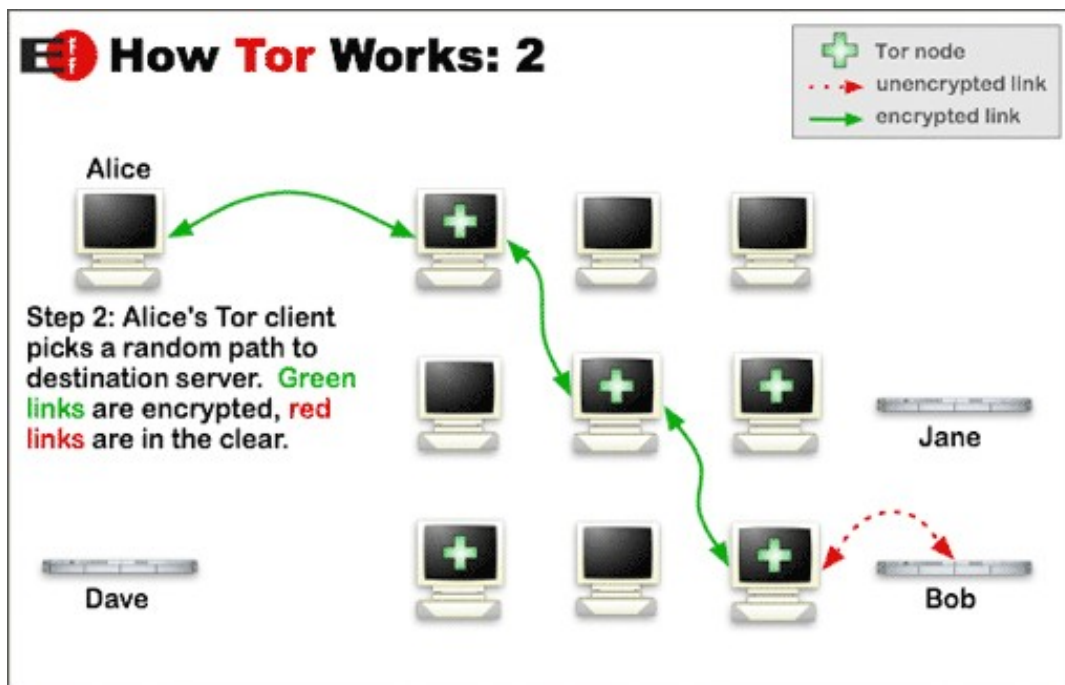 EFF How Tor Works: 2
Tor node
unencrypted link
encrypted link
Alice
Step 2: Alice's Tor client
picks a random path to
destination server. Green
links are encrypted, red
links are in the clear.
Jane
Dave
Bob